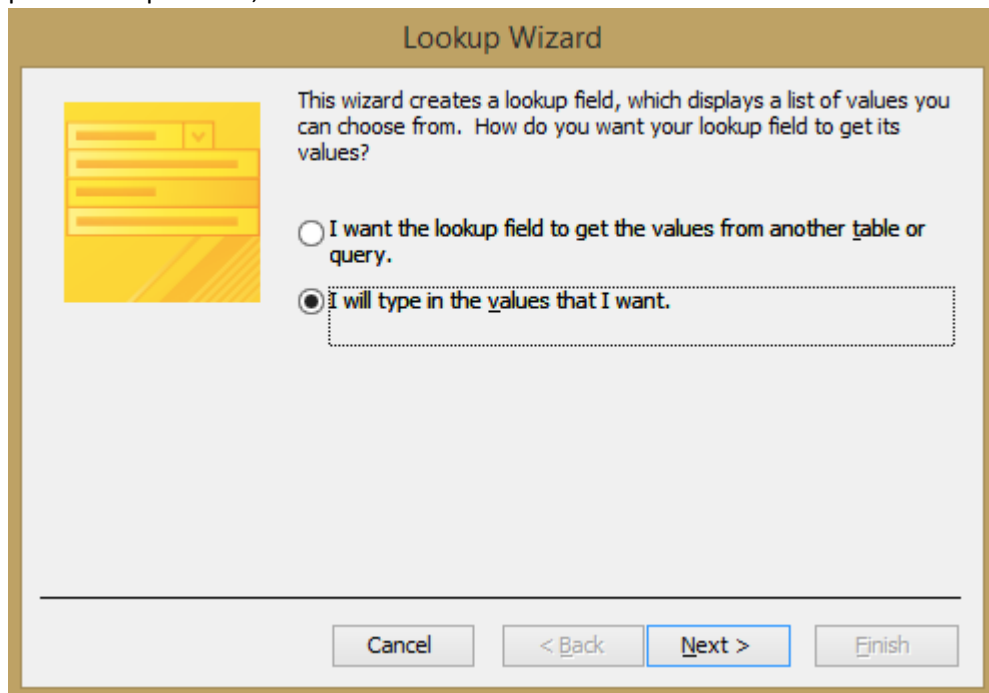 Lookup Wizard
This wizard creates a lookup field, which displays a list of values you
can choose from. How do you want your lookup field to get its
values?
I want the lookup field to get the values from another table or
query.
I will type in the values that I want.
Cancel
< Back
Next >
Finish